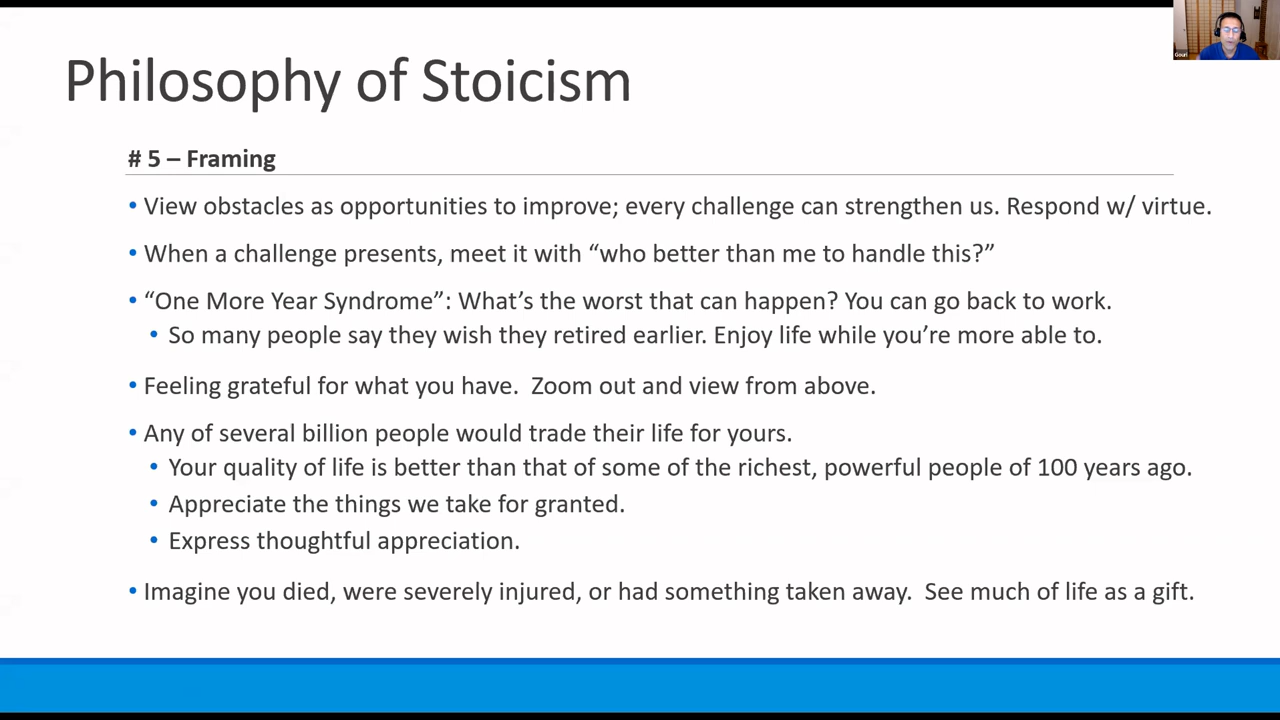 Philosophy of Stoicism
# 5 – Framing
• View obstacles as opportunities to improve; every challenge can strengthen us. Respond w/ virtue.
• When a challenge presents, meet it with “who better than me to handle this?”
• “One More Year Syndrome”: What’s the worst that can happen? You can go back to work.
• So many people say they wish they retired earlier. Enjoy life while you’re more able to.
• Feeling grateful for what you have.  Zoom out and view from above.
• Any of several billion people would trade their life for yours.
• Your quality of life is better than that of some of the richest, powerful people of 100 years ago.
• Appreciate the things we take for granted.
• Express thoughtful appreciation.
• Imagine you died, were severely injured, or had something taken away.  See much of life as a gift.